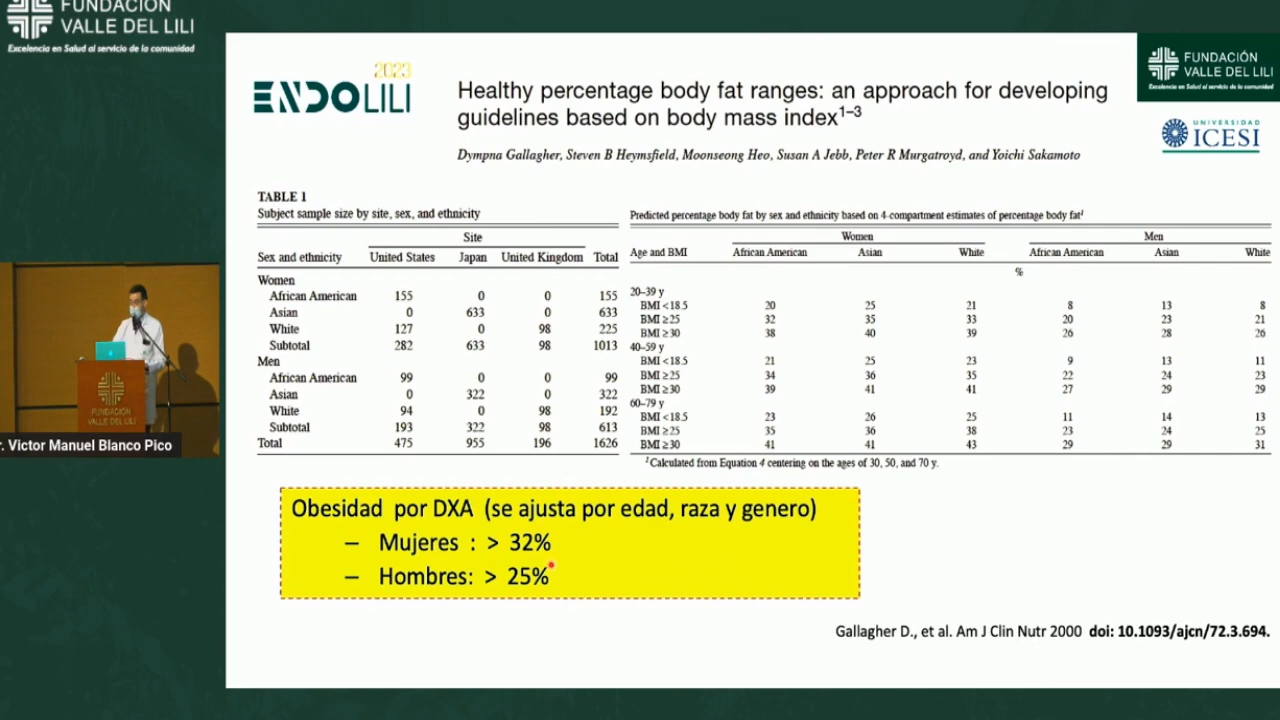 FUNDACIÓN
VALLE DEL LILI
Excelencia en Salud al servicio de la comunidad
2023
ENDOLILI
Healthy percentage body fat ranges: an approach for developing
guidelines based on body mass index1–3
Dympna Gallagher, Steven B Heymsfield, Moonseong Heo, Susan A Jebb, Peter R Murgatroyd, and Yoichi Sakamoto
FUNDACIÓN
VALLE DEL LILI
Excelencia en Salud al servicio de la comunidad
UNIVERSIDAD
ICESI
TABLE 1
Subject sample size by site, sex, and ethnicity
Site
Sex and ethnicity United States Japan United Kingdom Total
Women
African American 155 0 0 155
Asian 0 633 0 633
White 127 0 98 225
Subtotal 282 633 98 1013
Men
African American 99 0 0 99
Asian 0 322 0 322
White 94 0 98 192
Subtotal 193 322 98 613
Total 475 955 196 1626
Predicted percentage body fat by sex and ethnicity based on 4-compartment estimates of percentage body fat1
Women Men
Age and BMI African American Asian White African American Asian White
%
20–39 y
BMI <18.5 20 25 21 8 13 8
BMI ≥25 32 35 33 20 23 21
BMI ≥30 38 40 39 26 28 26
40–59 y
BMI <18.5 21 25 23 9 13 11
BMI ≥25 34 36 35 22 24 23
BMI ≥30 39 41 41 27 29 29
60–79 y
BMI <18.5 23 26 25 11 14 13
BMI ≥25 35 36 38 23 24 25
BMI ≥30 41 41 43 29 29 31
1Calculated from Equation 4 centering on the ages of 30, 50, and 70 y.
FUNDACIÓN
VALLE DEL LILI
r. Victor Manuel Blanco Pico
Obesidad por DXA (se ajusta por edad, raza y genero)
– Mujeres : > 32%
– Hombres: > 25%
Gallagher D., et al. Am J Clin Nutr 2000 doi: 10.1093/ajcn/72.3.694.